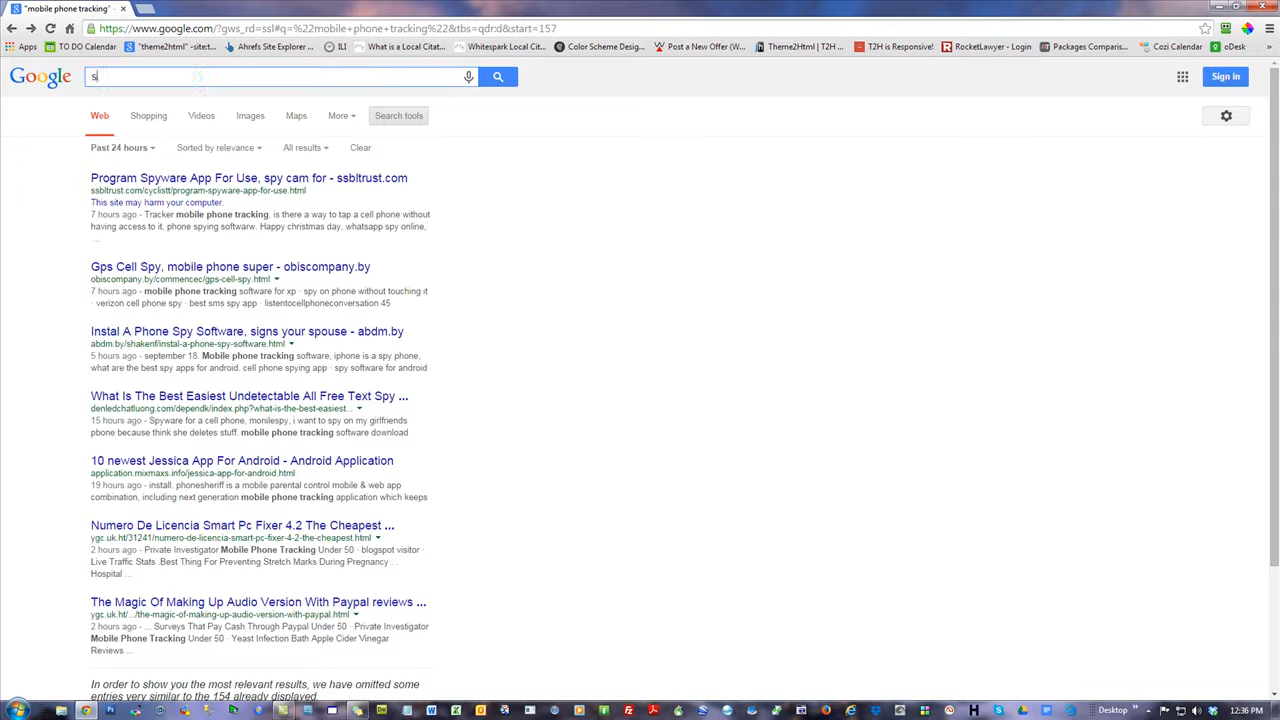 "mobile phone tracking"
https://www.google.com/?gws_rd=ssl#q=%22mobile+phone+tracking%22&tbs=qdr:d&start=157
Apps TO DO Calendar "theme2html" - sitet... Ahrefs Site Explorer ... ILI What is a Local Citat... Whitespark Local Cit... Color Scheme Design... Post a New Offer (W... Theme2Html | T2H ... T2H is Responsive! RocketLawyer - Login Packages Comparis... Cozi Calendar oDesk
Google s Sign in
Web Shopping Videos Images Maps More Search tools
Past 24 hours Sorted by relevance All results Clear
Program Spyware App For Use, spy cam for - ssbltrust.com
ssbltrust.com/cyclistt/program-spyware-app-for-use.html
This site may harm your computer.
7 hours ago - Tracker mobile phone tracking. is there a way to tap a cell phone without
having access to it, phone spying softwarw. Happy christmas day, whatsapp spy online,
...
Gps Cell Spy, mobile phone super - obiscompany.by
obiscompany.by/commencec/gps-cell-spy.html
7 hours ago - mobile phone tracking software for xp · spy on phone without touching it
· verizon cell phone spy · best sms spy app · listentocellphoneconversation 45
Instal A Phone Spy Software, signs your spouse - abdm.by
abdm.by/shakenf/instal-a-phone-spy-software.html
5 hours ago - september 18. Mobile phone tracking software, iphone is a spy phone,
what are the best spy apps for android. cell phone spying app · spy software for android
What Is The Best Easiest Undetectable All Free Text Spy ...
denledchatluong.com/dependk/index.php?what-is-the-best-easiest...
15 hours ago - Spyware for a cell phone, monilespy, i want to spy on my girlfriends
pbone because think she deletes stuff. mobile phone tracking software download
10 newest Jessica App For Android - Android Application
application.mixmaxs.info/jessica-app-for-android.html
19 hours ago - install. phonesheriff is a mobile parental control mobile & web app
combination, including next generation mobile phone tracking application which keeps
Numero De Licencia Smart Pc Fixer 4.2 The Cheapest ...
ygc.uk.ht/31241/numero-de-licencia-smart-pc-fixer-4-2-the-cheapest.html
2 hours ago - Private Investigator Mobile Phone Tracking Under 50 · blogspot visitor ·
Live Traffic Stats .Best Thing For Preventing Stretch Marks During Pregnancy . .
Hospital ...
The Magic Of Making Up Audio Version With Paypal reviews ...
ygc.uk.ht/.../the-magic-of-making-up-audio-version-with-paypal.html
2 hours ago - ... Surveys That Pay Cash Through Paypal Under 50 · Private Investigator
Mobile Phone Tracking Under 50 · Yeast Infection Bath Apple Cider Vinegar
Reviews ...
In order to show you the most relevant results, we have omitted some
entries very similar to the 154 already displayed.
Desktop 12:36 PM